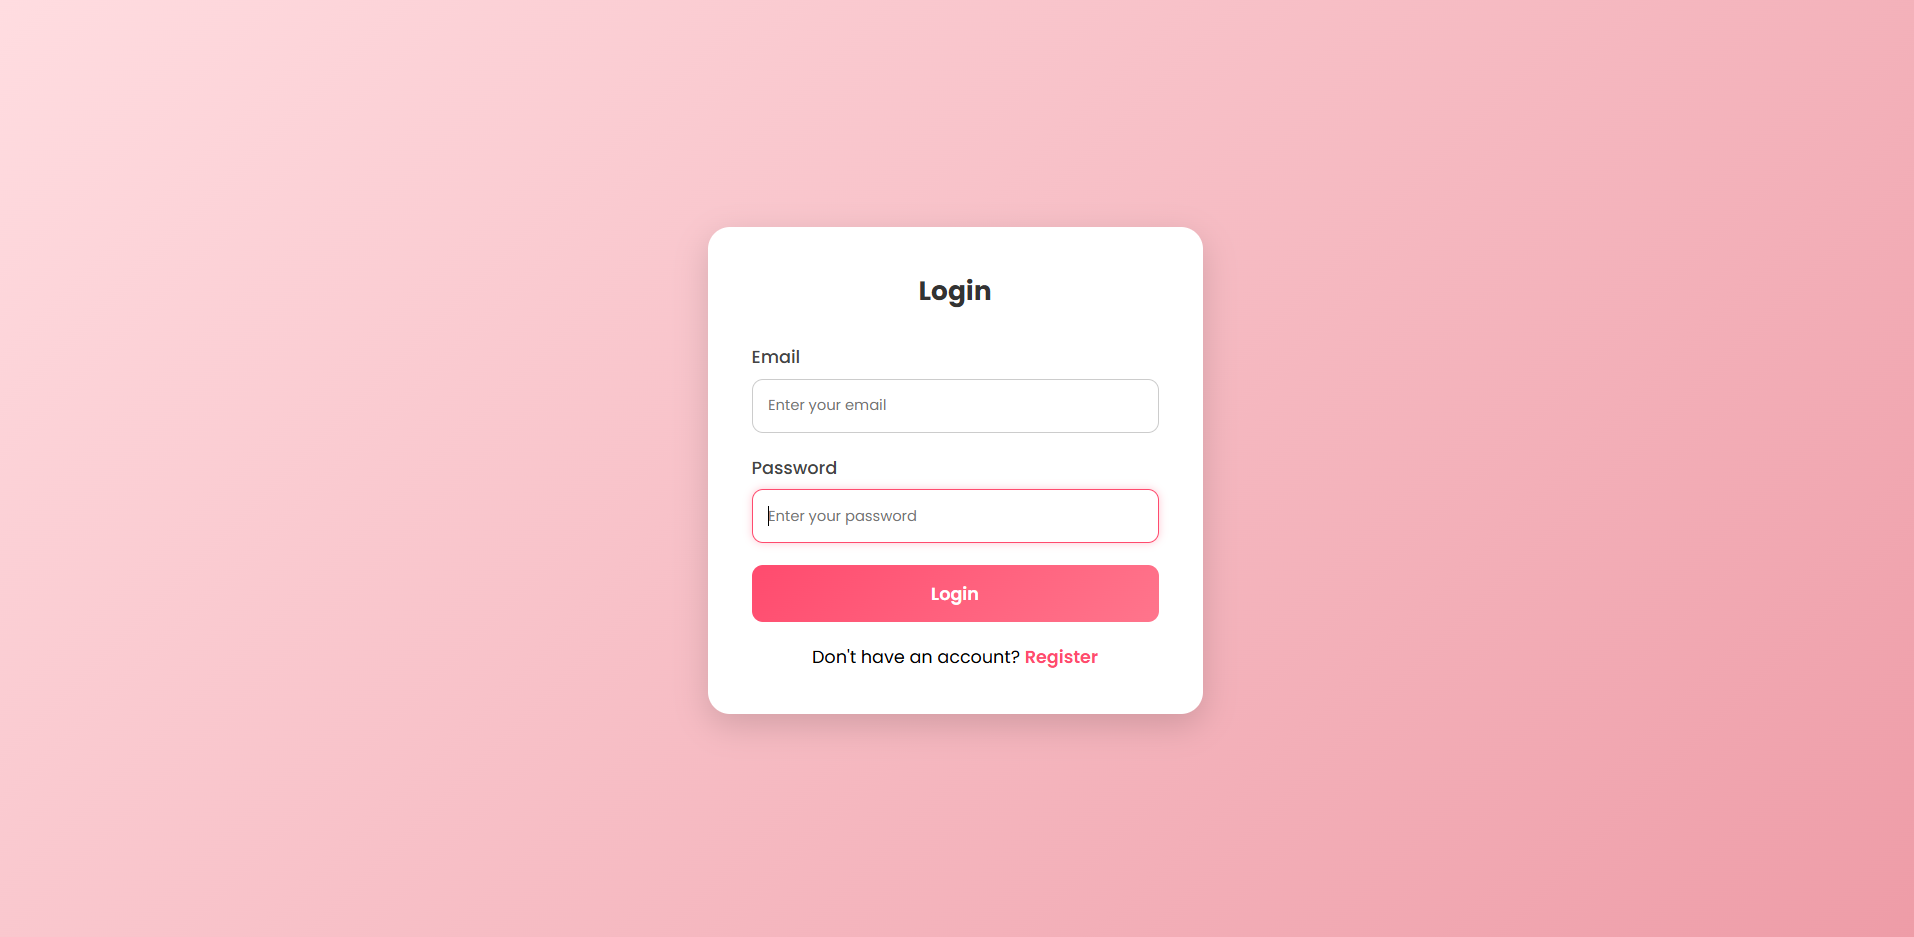 Login
Email
Enter your email
Password
Enter your password
Login
Don't have an account? Register